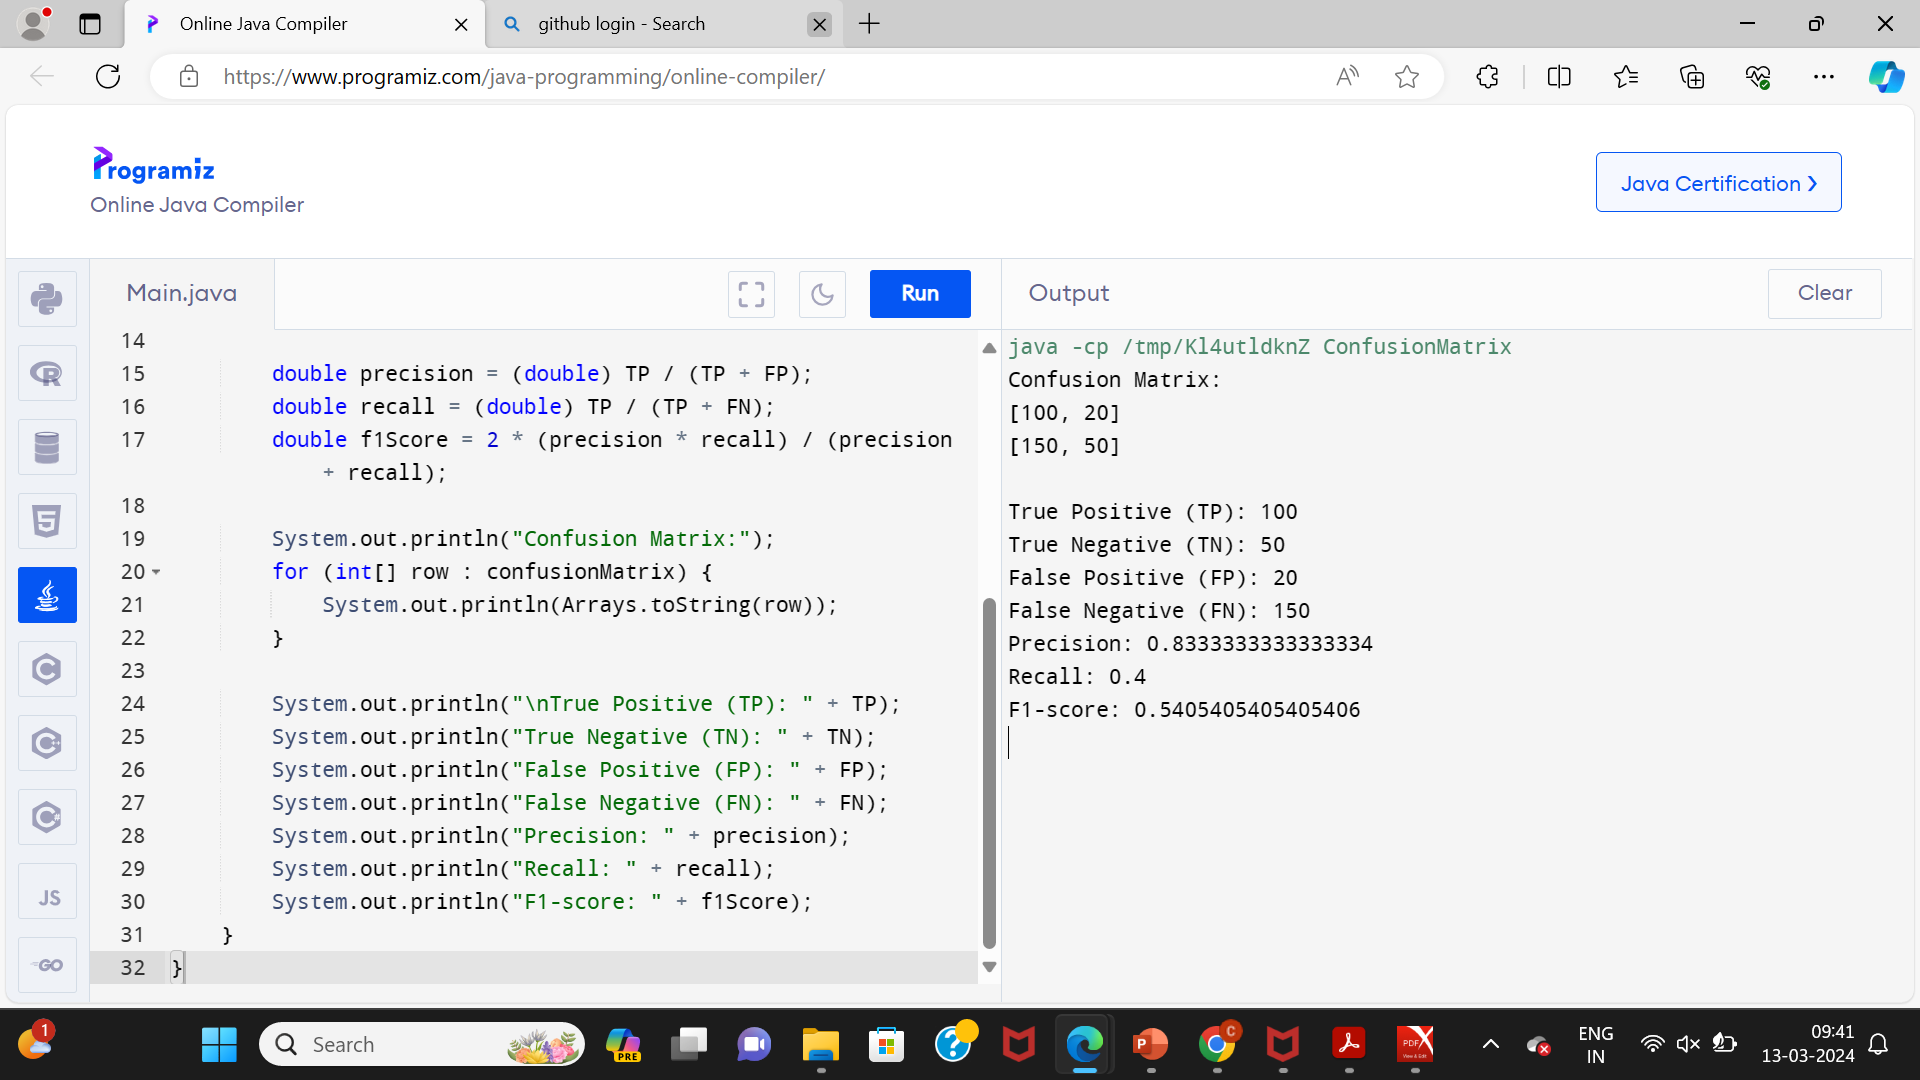 Online Java Compiler
github login - Search
https://www.programiz.com/java-programming/online-compiler/
Programiz
Online Java Compiler
Java Certification ❯
Main.java
Run
Output
Clear
14
15 double precision = (double) TP / (TP + FP);
16 double recall = (double) TP / (TP + FN);
17 double f1Score = 2 * (precision * recall) / (precision
+ recall);
18
19 System.out.println("Confusion Matrix:");
20 for (int[] row : confusionMatrix) {
21 System.out.println(Arrays.toString(row));
22 }
23
24 System.out.println("\nTrue Positive (TP): " + TP);
25 System.out.println("True Negative (TN): " + TN);
26 System.out.println("False Positive (FP): " + FP);
27 System.out.println("False Negative (FN): " + FN);
28 System.out.println("Precision: " + precision);
29 System.out.println("Recall: " + recall);
30 System.out.println("F1-score: " + f1Score);
31 }
32 }
java -cp /tmp/Kl4utldknZ ConfusionMatrix
Confusion Matrix:
[100, 20]
[150, 50]
True Positive (TP): 100
True Negative (TN): 50
False Positive (FP): 20
False Negative (FN): 150
Precision: 0.8333333333333334
Recall: 0.4
F1-score: 0.5405405405405406
JS
GO
1
Search
PRE
ENG
IN
09:41
13-03-2024